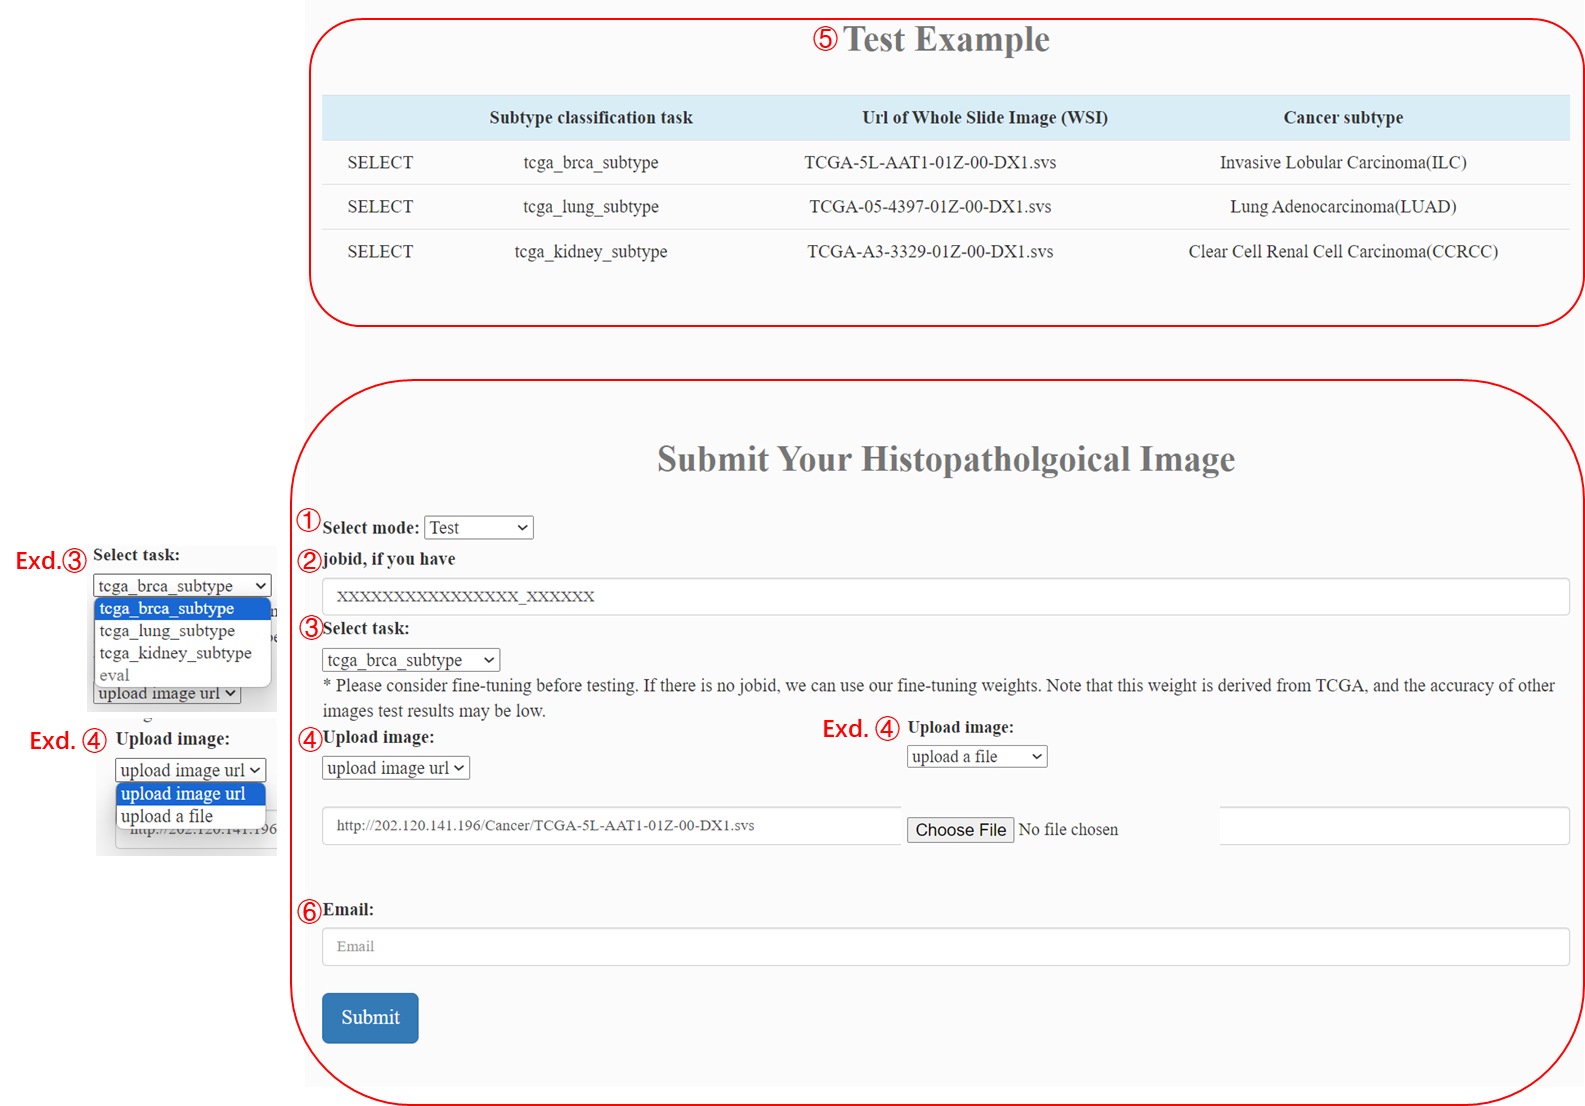 ⑤ Test Example
Subtype classification task Url of Whole Slide Image (WSI) Cancer subtype
SELECT tcga_brca_subtype TCGA-5L-AAT1-01Z-00-DX1.svs Invasive Lobular Carcinoma(ILC)
SELECT tcga_lung_subtype TCGA-05-4397-01Z-00-DX1.svs Lung Adenocarcinoma(LUAD)
SELECT tcga_kidney_subtype TCGA-A3-3329-01Z-00-DX1.svs Clear Cell Renal Cell Carcinoma(CCRCC)
Submit Your Histopatholgoical Image
① Select mode: Test
② jobid, if you have
XXXXXXXXXXXXXXXX_XXXXXX
③ Select task:
tcga_brca_subtype
* Please consider fine-tuning before testing. If there is no jobid, we can use our fine-tuning weights. Note that this weight is derived from TCGA, and the accuracy of other
images test results may be low.
④ Upload image:
upload image url
http://202.120.141.196/Cancer/TCGA-5L-AAT1-01Z-00-DX1.svs
Exd. ④ Upload image:
upload a file
Choose File No file chosen
⑥ Email:
Email
Submit
Exd.③ Select task:
tcga_brca_subtype
tcga_brca_subtype
tcga_lung_subtype
tcga_kidney_subtype
eval
upload image url
Exd. ④ Upload image:
upload image url
upload image url
upload a file
http://202.120.141.196